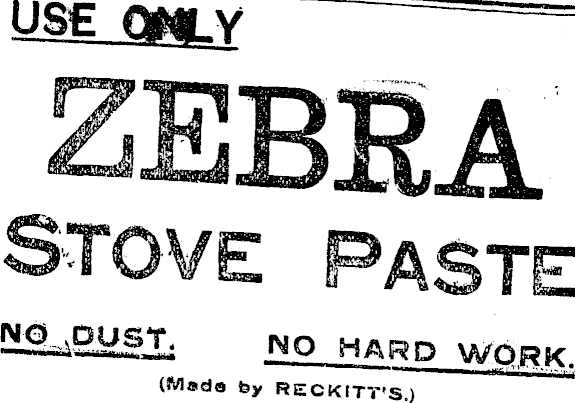 USE ONLY
ZEBRA
STOVE PASTE
NO DUST. NO HARD WORK.
(Made by RECKITT'S.)